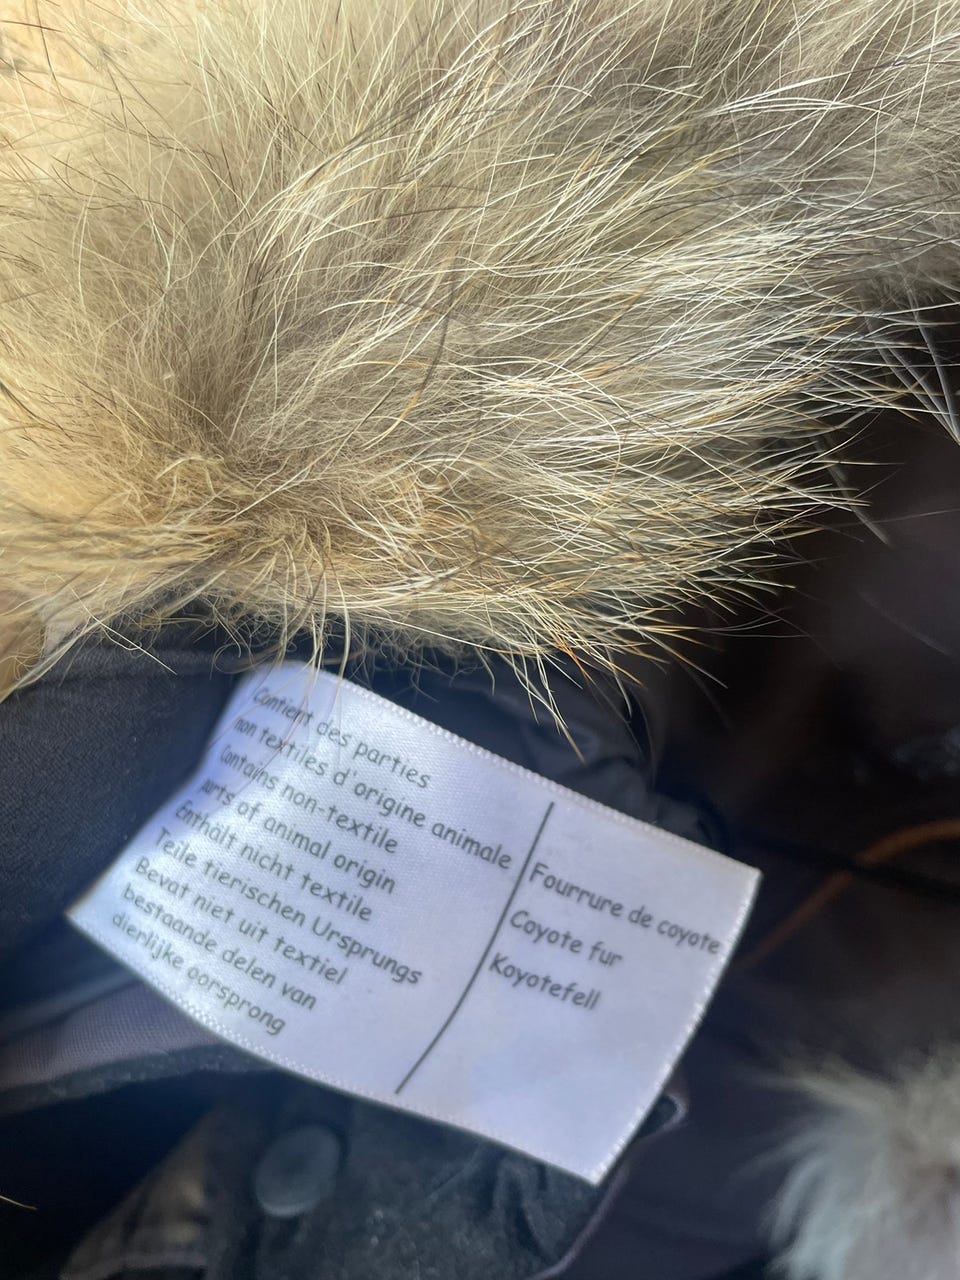 Contient des parties
non textiles d'origine animale
Contains non-textile
parts of animal origin
Enthält nicht textile
Teile tierischen Ursprungs
Bevat niet uit textiel
bestaande delen van
dierlijke oorsprong
Fourrure de coyote
Coyote fur
Koyotefell